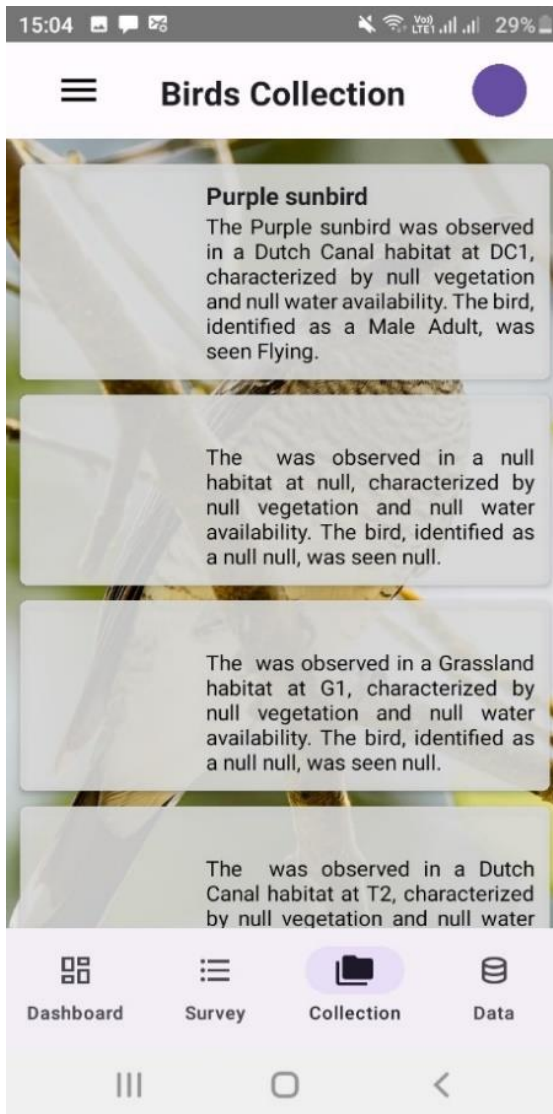 15:04
Vo) LTE1 29%
Birds Collection
Purple sunbird
The Purple sunbird was observed
in a Dutch Canal habitat at DC1,
characterized by null vegetation
and null water availability. The bird,
identified as a Male Adult, was
seen Flying.
The was observed in a null
habitat at null, characterized by
null vegetation and null water
availability. The bird, identified as
a null null, was seen null.
The was observed in a Grassland
habitat at G1, characterized by
null vegetation and null water
availability. The bird, identified as
a null null, was seen null.
The was observed in a Dutch
Canal habitat at T2, characterized
by null vegetation and null water
Dashboard Survey Collection Data